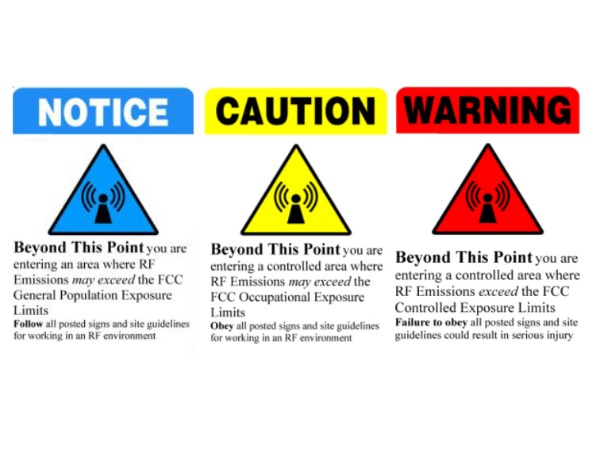 NOTICE
Beyond This Point you are
entering an area where RF
Emissions may exceed the FCC
General Population Exposure
Limits
Follow all posted signs and site guidelines
for working in an RF environment
CAUTION
Beyond This Point you are
entering a controlled area where
RF Emissions may exceed the
FCC Occupational Exposure
Limits
Obey all posted signs and site guidelines
for working in an RF environment
WARNING
Beyond This Point you are
entering a controlled area where
RF Emissions exceed the FCC
Controlled Exposure Limits
Failure to obey all posted signs and site
guidelines could result in serious injury